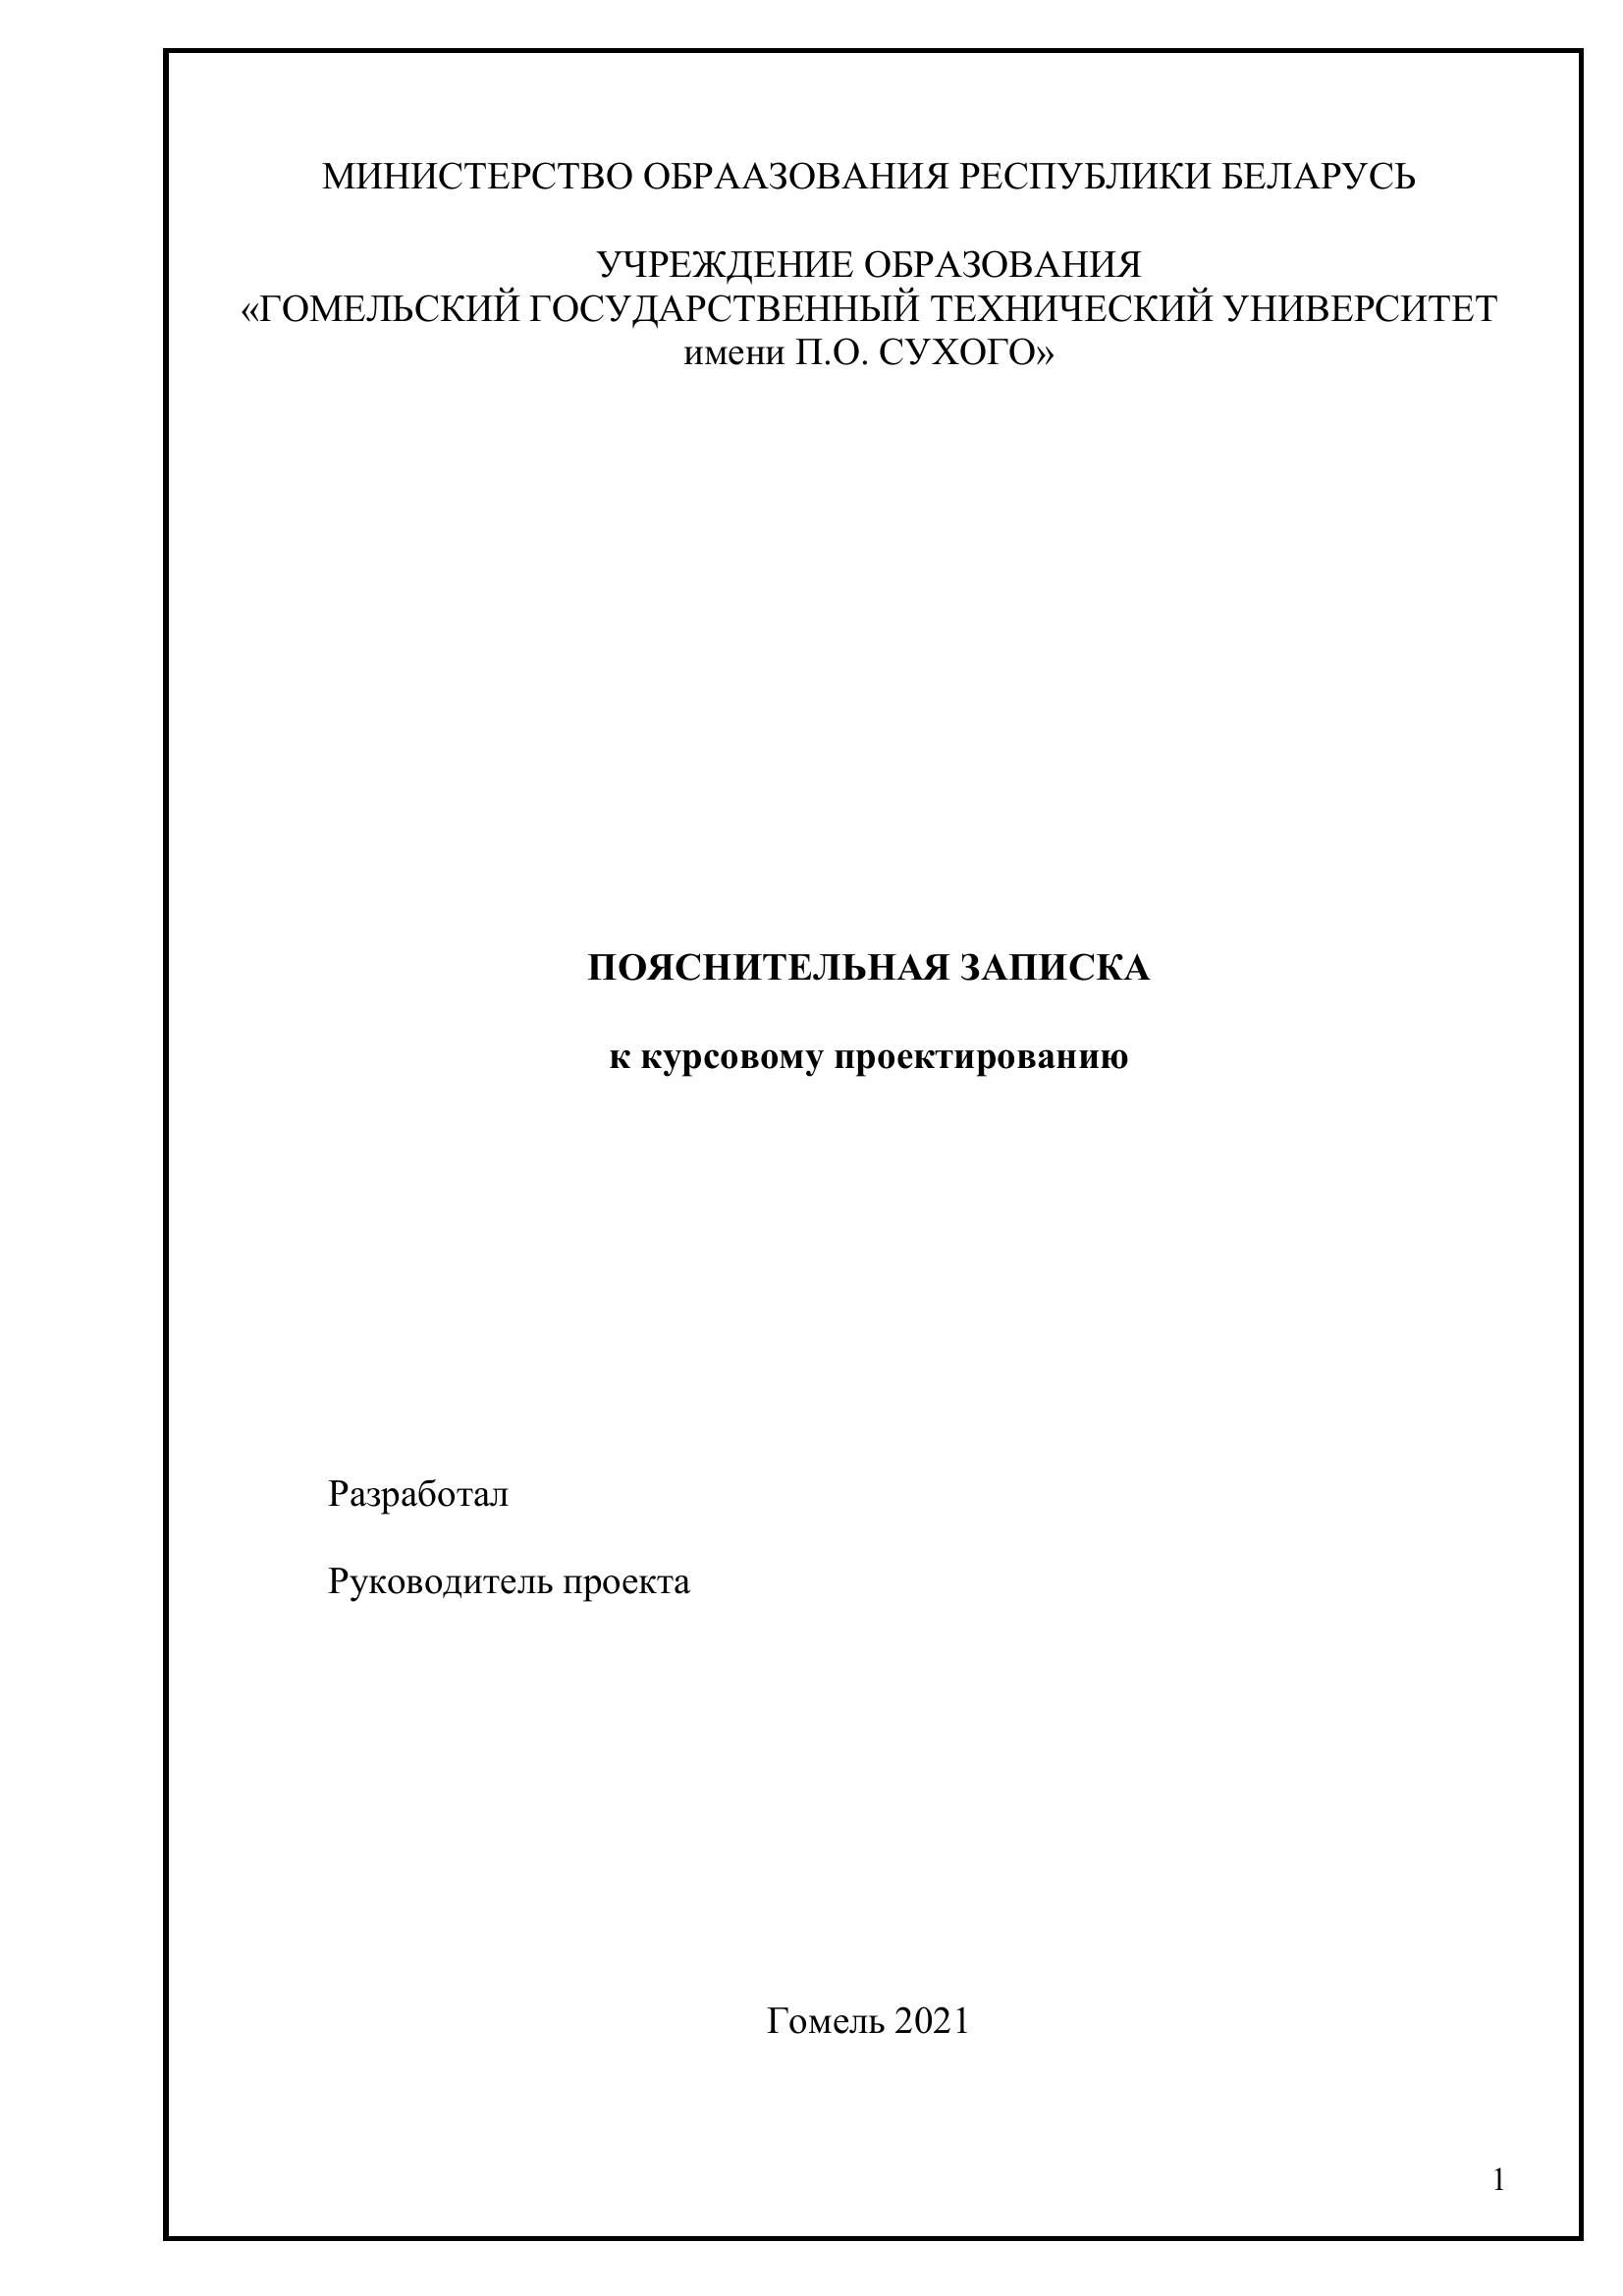 МИНИСТЕРСТВО ОБРААЗОВАНИЯ РЕСПУБЛИКИ БЕЛАРУСЬ
УЧРЕЖДЕНИЕ ОБРАЗОВАНИЯ
«ГОМЕЛЬСКИЙ ГОСУДАРСТВЕННЫЙ ТЕХНИЧЕСКИЙ УНИВЕРСИТЕТ
имени П.О. СУХОГО»
ПОЯСНИТЕЛЬНАЯ ЗАПИСКА
к курсовому проектированию
Разработал
Руководитель проекта
Гомель 2021
1